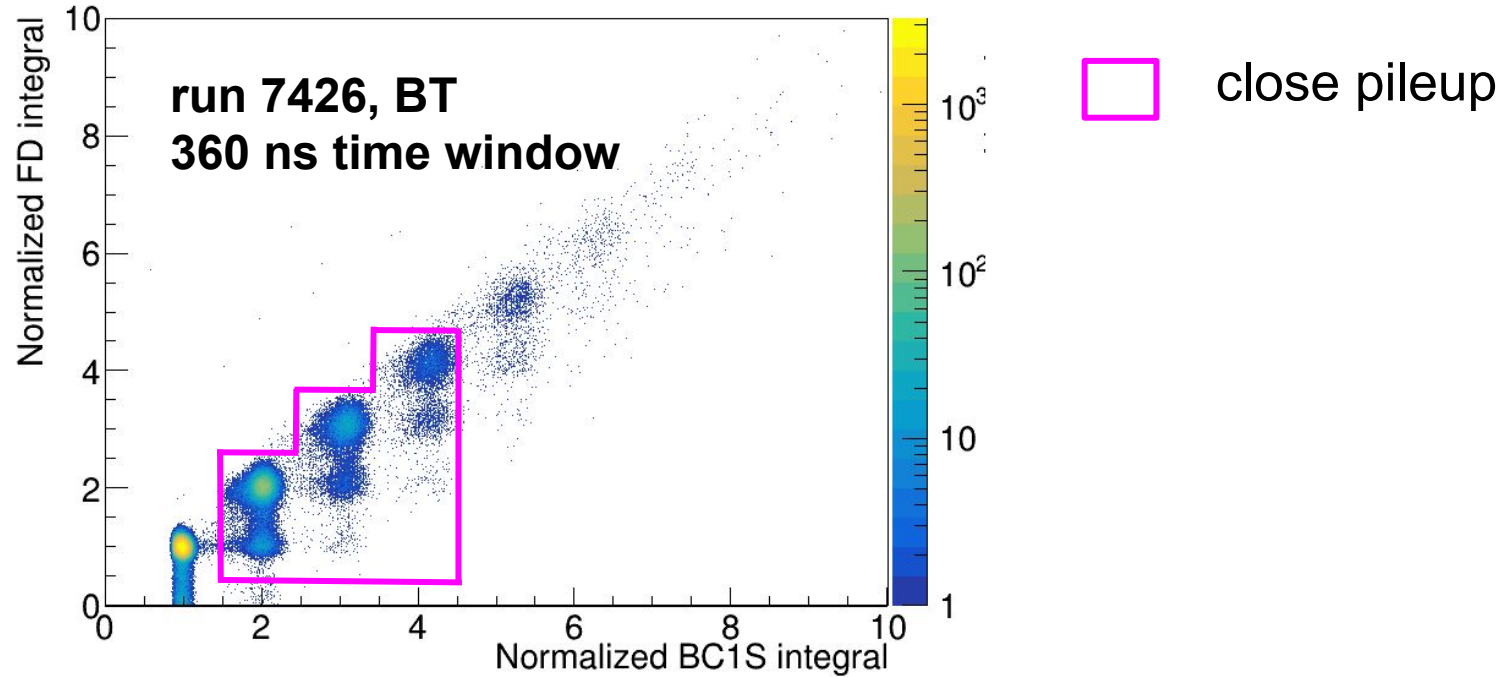 run 7426, BT
360 ns time window
close pileup
Normalized FD integral
10
8
6
4
2
0
0 2 4 6 8 10
Normalized BC1S integral
10³
10²
10
1